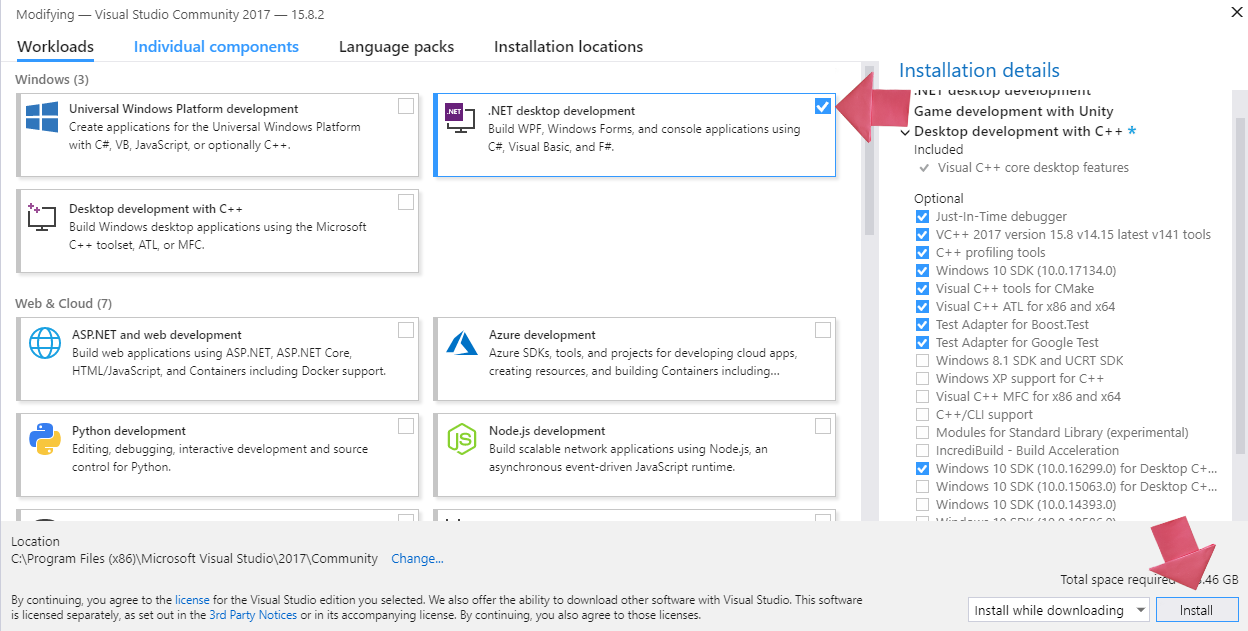 Modifying — Visual Studio Community 2017 — 15.8.2
Workloads
Individual components
Language packs
Installation locations
Windows (3)
Universal Windows Platform development
Create applications for the Universal Windows Platform
with C#, VB, JavaScript, or optionally C++.
.NET
.NET desktop development
Build WPF, Windows Forms, and console applications using
C#, Visual Basic, and F#.
Desktop development with C++
Build Windows desktop applications using the Microsoft
C++ toolset, ATL, or MFC.
Web & Cloud (7)
ASP.NET and web development
Build web applications using ASP.NET, ASP.NET Core,
HTML/JavaScript, and Containers including Docker support.
Azure development
Azure SDKs, tools, and projects for developing cloud apps,
creating resources, and building Containers including...
Python development
Editing, debugging, interactive development and source
control for Python.
JS
Node.js development
Build scalable network applications using Node.js, an
asynchronous event-driven JavaScript runtime.
Installation details
.NET desktop development
Game development with Unity
Desktop development with C++ *
Included
Visual C++ core desktop features
Optional
Just-In-Time debugger
VC++ 2017 version 15.8 v14.15 latest v141 tools
C++ profiling tools
Windows 10 SDK (10.0.17134.0)
Visual C++ tools for CMake
Visual C++ ATL for x86 and x64
Test Adapter for Boost.Test
Test Adapter for Google Test
Windows 8.1 SDK and UCRT SDK
Windows XP support for C++
Visual C++ MFC for x86 and x64
C++/CLI support
Modules for Standard Library (experimental)
IncrediBuild - Build Acceleration
Windows 10 SDK (10.0.16299.0) for Desktop C+...
Windows 10 SDK (10.0.15063.0) for Desktop C+...
Windows 10 SDK (10.0.14393.0)
Windows 10 SDK
Location
C:\Program Files (x86)\Microsoft Visual Studio\2017\Community
Change...
Total space required
.46 GB
By continuing, you agree to the license for the Visual Studio edition you selected. We also offer the ability to download other software with Visual Studio. This software
is licensed separately, as set out in the 3rd Party Notices or in its accompanying license. By continuing, you also agree to those licenses.
Install while downloading
Install